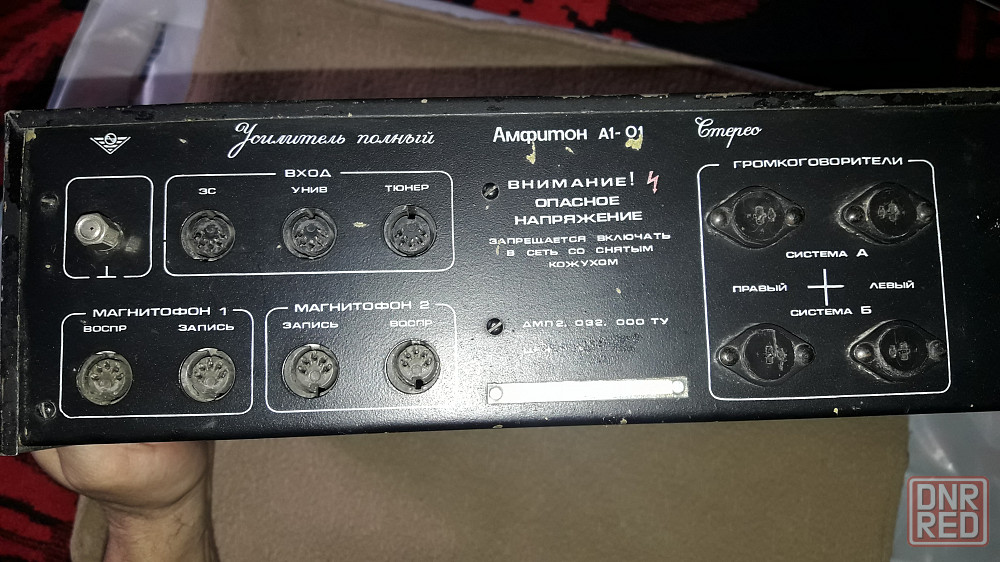 Усилитель полный Амфитон А1-01 Стерео
ВХОД
ЗС УНИВ ТЮНЕР
МАГНИТОФОН 1
ВОСПР ЗАПИСЬ
МАГНИТОФОН 2
ЗАПИСЬ ВОСПР
ВНИМАНИЕ!
ОПАСНОЕ
НАПРЯЖЕНИЕ
ЗАПРЕЩАЕТСЯ ВКЛЮЧАТЬ
В СЕТЬ СО СНЯТЫМ
КОЖУХОМ
ДМП2. 032. 000 ТУ
ГРОМКОГОВОРИТЕЛИ
СИСТЕМА А
ПРАВЫЙ ЛЕВЫЙ
СИСТЕМА Б
DNR
RED